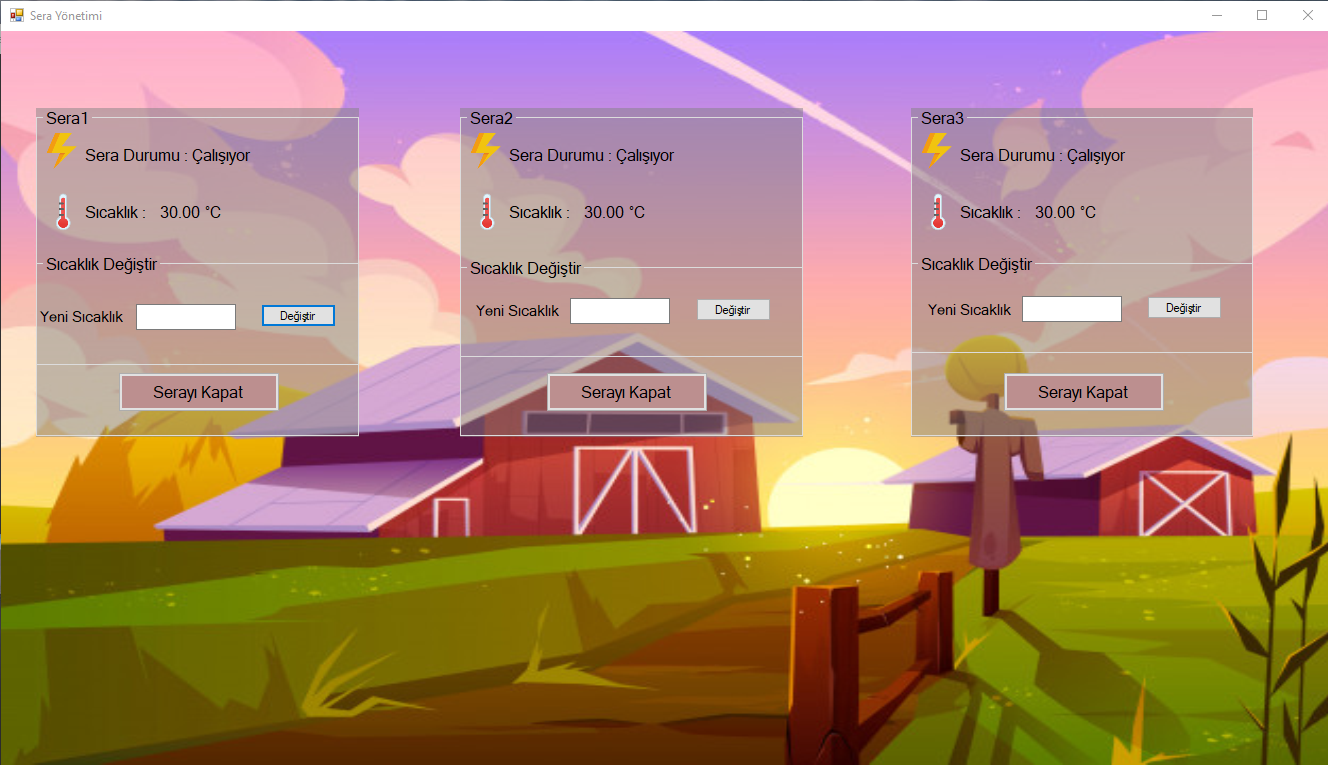 Sera Yönetimi
Sera1
Sera Durumu : Çalışıyor
Sıcaklık : 30.00 °C
Sıcaklık Değiştir
Yeni Sıcaklık Değiştir
Serayı Kapat
Sera2
Sera Durumu : Çalışıyor
Sıcaklık : 30.00 °C
Sıcaklık Değiştir
Yeni Sıcaklık Değiştir
Serayı Kapat
Sera3
Sera Durumu : Çalışıyor
Sıcaklık : 30.00 °C
Sıcaklık Değiştir
Yeni Sıcaklık Değiştir
Serayı Kapat